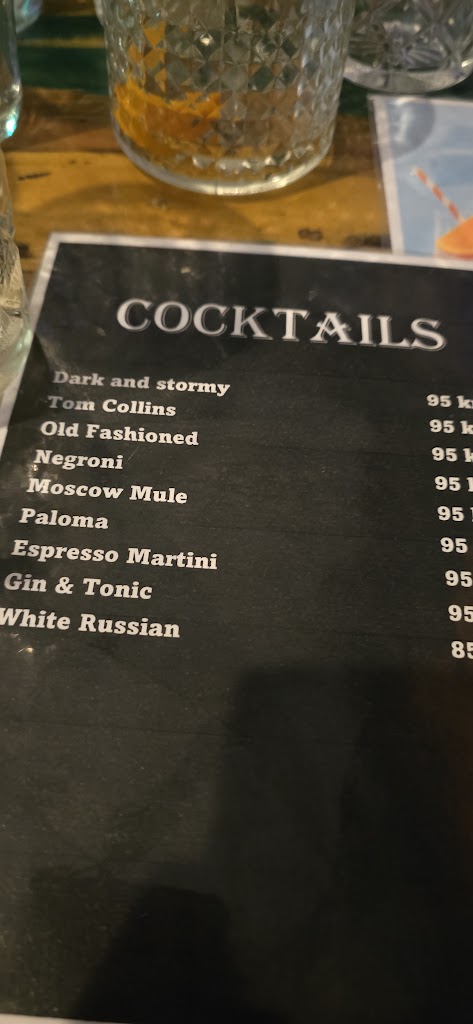 COCKTAILS
Dark and stormy 95 k
Tom Collins 95 k
Old Fashioned 95 k
Negroni 95
Moscow Mule 95
Paloma 95
Espresso Martini 95
Gin & Tonic 95
White Russian 85